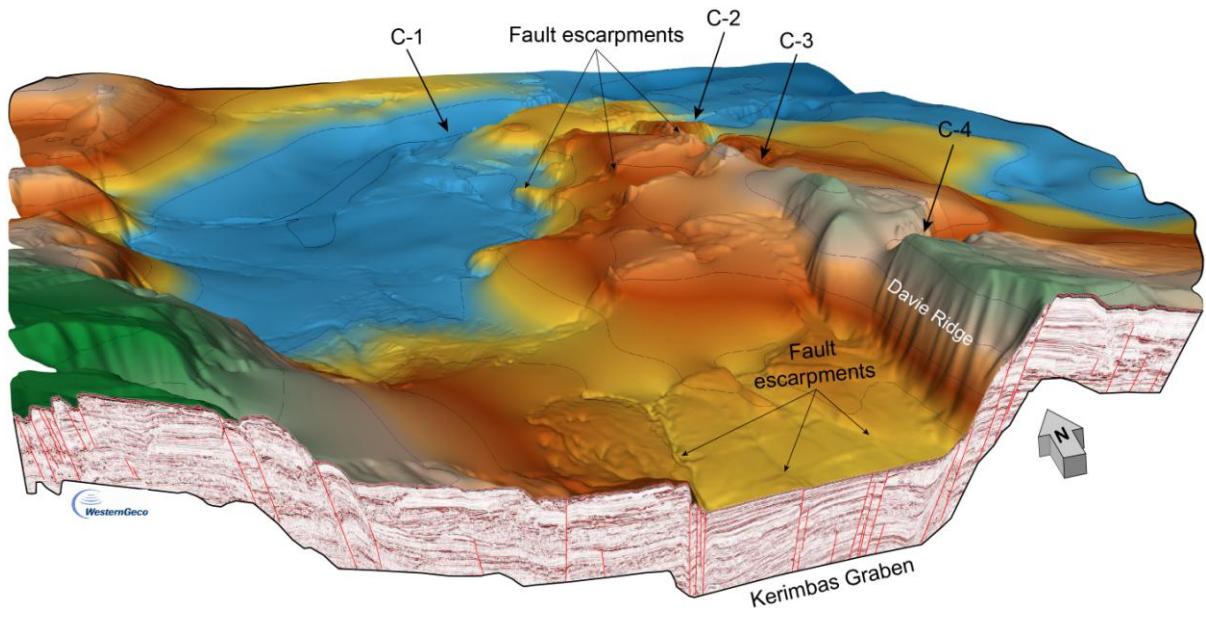 C-1
Fault escarpments
C-2
C-3
C-4
Davie Ridge
Fault
escarpments
N
WesternGeco
Kerimbas Graben